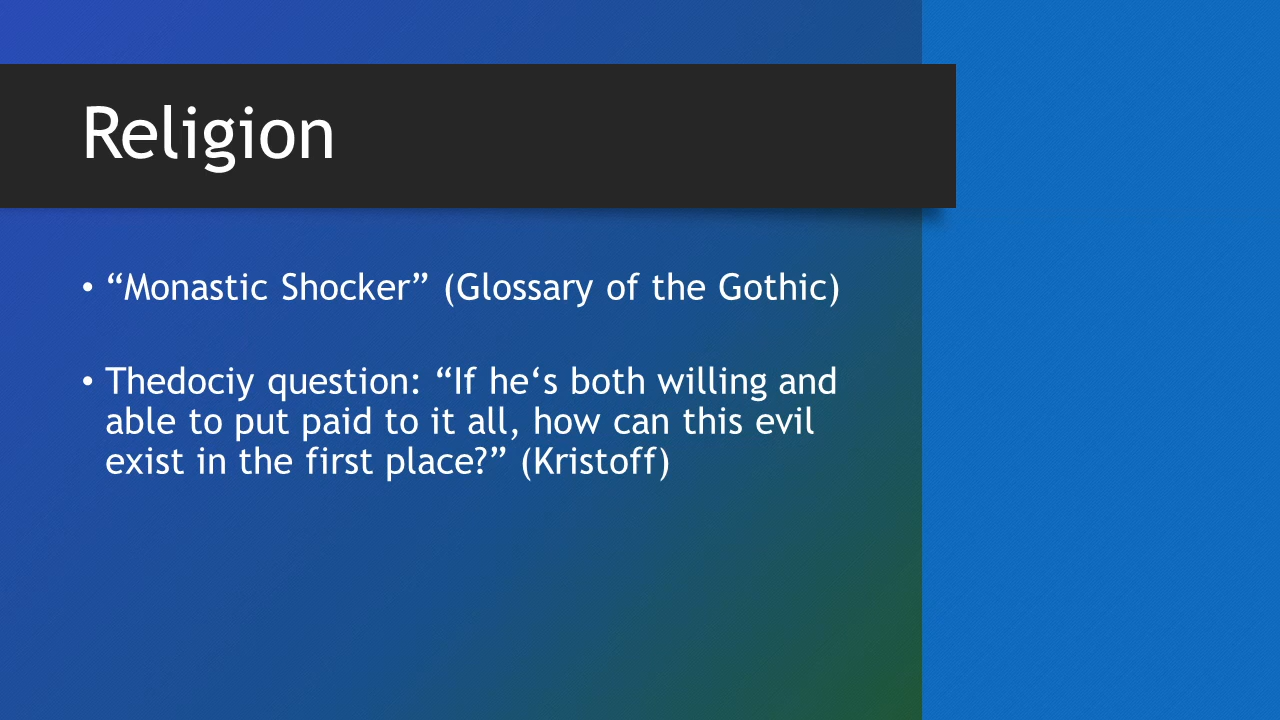 Religion
• “Monastic Shocker” (Glossary of the Gothic)
• Thedociy question: “If he‘s both willing and
able to put paid to it all, how can this evil
exist in the first place?” (Kristoff)